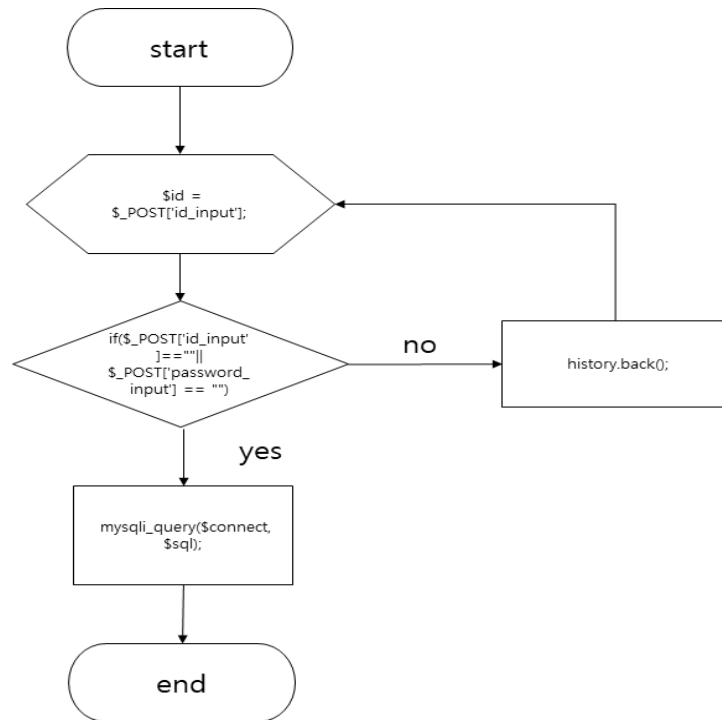 start
$id =
$_POST['id_input'];
if($_POST['id_input'
]==""||
$_POST['password_
input'] == "")
no
history.back();
yes
mysqli_query($connect,
$sql);
end